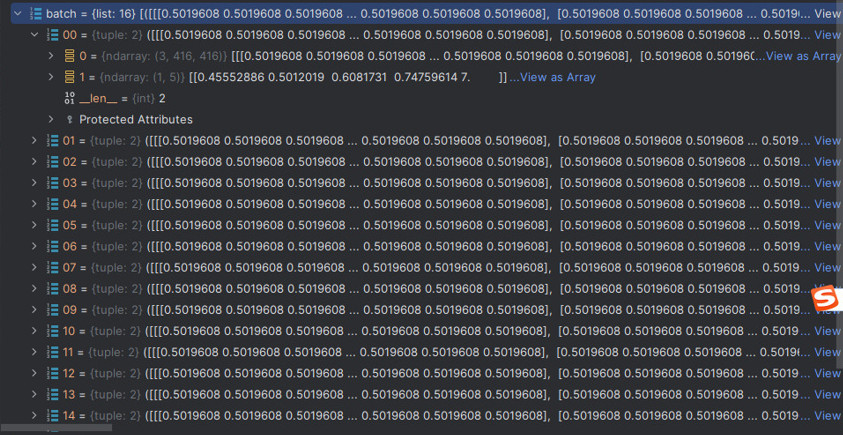 batch = {list: 16} [([[[0.5019608 0.5019608 0.5019608 ... 0.5019608 0.5019608 0.5019608], [0.5019608 0.5019608 0.5019608 ... 0.5019608 0.5019 ... View
00 = {tuple: 2} ([[[0.5019608 0.5019608 0.5019608 ... 0.5019608 0.5019608 0.5019608], [0.5019608 0.5019608 0.5019608 ... 0.5019 ... View
0 = {ndarray: (3, 416, 416)} [[[0.5019608 0.5019608 0.5019608 ... 0.5019608 0.5019608 0.5019608], [0.5019608 0.5019608 ...View as Array
1 = {ndarray: (1, 5)} [[0.45552886 0.5012019 0.6081731 0.74759614 7. ]] ...View as Array
__len__ = {int} 2
Protected Attributes
01 = {tuple: 2} ([[[0.5019608 0.5019608 0.5019608 ... 0.5019608 0.5019608 0.5019608], [0.5019608 0.5019608 0.5019608 ... 0.5019 ... View
02 = {tuple: 2} ([[[0.5019608 0.5019608 0.5019608 ... 0.5019608 0.5019608 0.5019608], [0.5019608 0.5019608 0.5019608 ... 0.5019 ... View
03 = {tuple: 2} ([[[0.5019608 0.5019608 0.5019608 ... 0.5019608 0.5019608 0.5019608], [0.5019608 0.5019608 0.5019608 ... 0.5019 ... View
04 = {tuple: 2} ([[[0.5019608 0.5019608 0.5019608 ... 0.5019608 0.5019608 0.5019608], [0.5019608 0.5019608 0.5019608 ... 0.5019 ... View
05 = {tuple: 2} ([[[0.5019608 0.5019608 0.5019608 ... 0.5019608 0.5019608 0.5019608], [0.5019608 0.5019608 0.5019608 ... 0.5019 ... View
06 = {tuple: 2} ([[[0.5019608 0.5019608 0.5019608 ... 0.5019608 0.5019608 0.5019608], [0.5019608 0.5019608 0.5019608 ... 0.5019 ... View
07 = {tuple: 2} ([[[0.5019608 0.5019608 0.5019608 ... 0.5019608 0.5019608 0.5019608], [0.5019608 0.5019608 0.5019608 ... 0.5019 ... View
08 = {tuple: 2} ([[[0.5019608 0.5019608 0.5019608 ... 0.5019608 0.5019608 0.5019608], [0.5019608 0.5019608 0.5019608 ... 0.5019 ... View
09 = {tuple: 2} ([[[0.5019608 0.5019608 0.5019608 ... 0.5019608 0.5019608 0.5019608], [0.5019608 0.5019608 0.5019608 ... 0.5019 ... View
10 = {tuple: 2} ([[[0.5019608 0.5019608 0.5019608 ... 0.5019608 0.5019608 0.5019608], [0.5019608 0.5019608 0.5019608 ... 0.5019 ... View
11 = {tuple: 2} ([[[0.5019608 0.5019608 0.5019608 ... 0.5019608 0.5019608 0.5019608], [0.5019608 0.5019608 0.5019608 ... 0.5019 ... View
12 = {tuple: 2} ([[[0.5019608 0.5019608 0.5019608 ... 0.5019608 0.5019608 0.5019608], [0.5019608 0.5019608 0.5019608 ... 0.5019 ... View
13 = {tuple: 2} ([[[0.5019608 0.5019608 0.5019608 ... 0.5019608 0.5019608 0.5019608], [0.5019608 0.5019608 0.5019608 ... 0.5019 ... View
14 = {tuple: 2} ([[[0.5019608 0.5019608 0.5019608 ... 0.5019608 0.5019608 0.5019608], [0.5019608 0.5019608 0.5019608 ... 0.5019 ... View